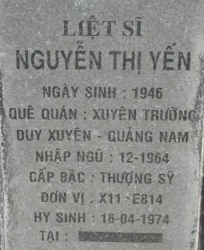 LIỆT SĨ
NGUYỄN THỊ YẾN
NGÀY SINH : 1946
QUÊ QUÁN : XUYÊN TRƯỜNG
DUY XUYÊN - QUẢNG NAM
NHẬP NGŨ : 12-1964
CẤP BẬC : THƯỢNG SỸ
ĐƠN VỊ : X11-E814
HY SINH : 16-04-1974
TẠI :